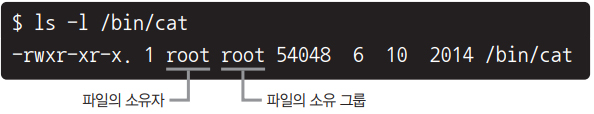 $ ls -l /bin/cat
-rwxr-xr-x. 1 root root 54048 6 10 2014 /bin/cat
파일의 소유자 파일의 소유 그룹